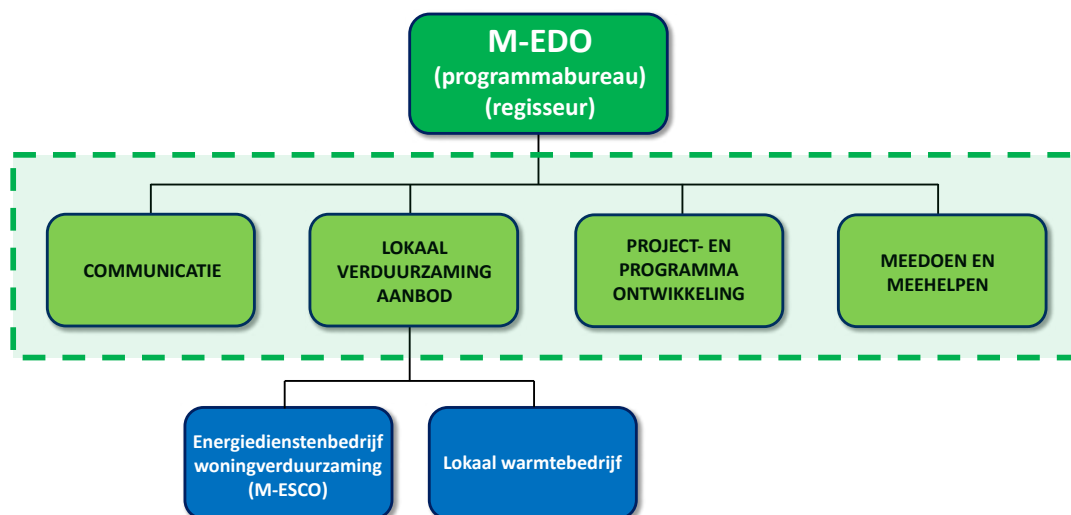 M-EDO
(programmabureau)
(regisseur)
COMMUNICATIE
LOKAAL
VERDUURZAMING
AANBOD
PROJECT- EN
PROGRAMMA
ONTWIKKELING
MEEDOEN EN
MEEHELPEN
Energiedienstenbedrijf
woningverduurzaming
(M-ESCO)
Lokaal warmtebedrijf